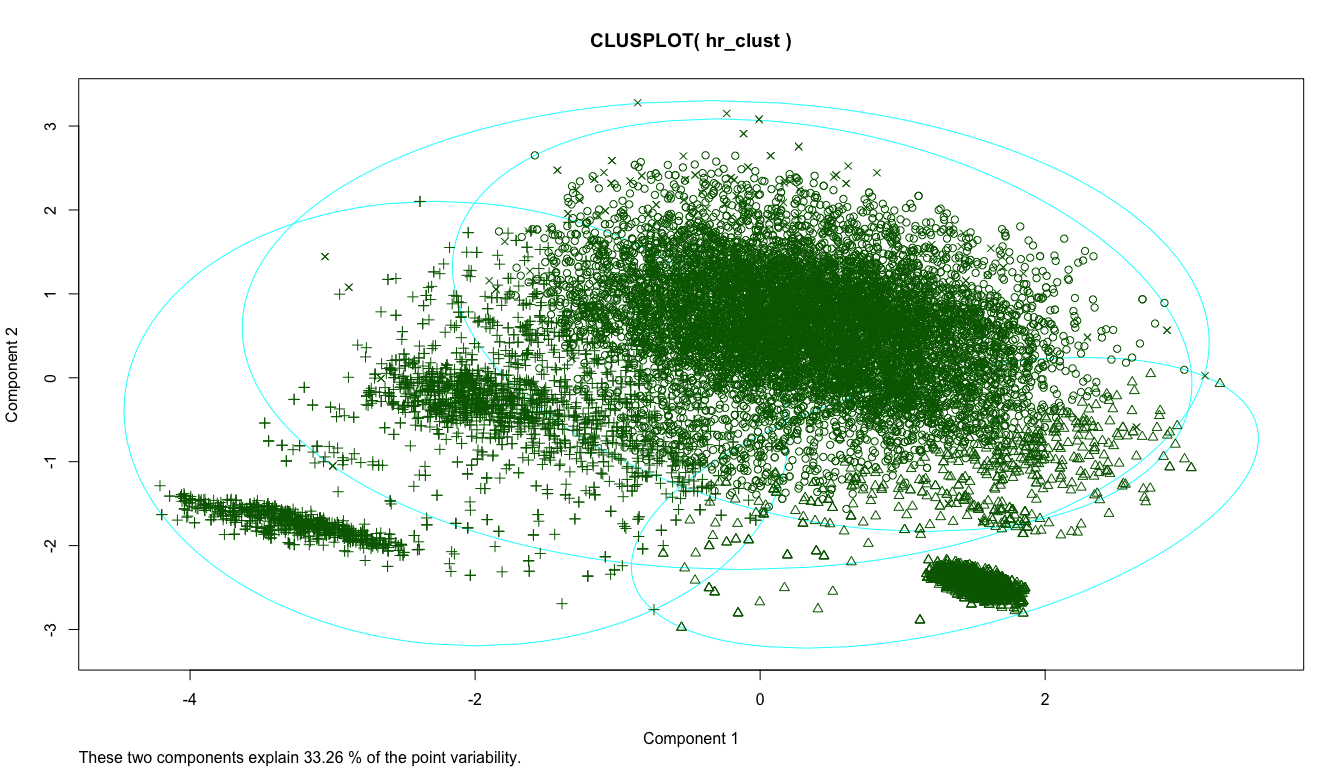 CLUSPLOT( hr_clust )
3
2
1
0
-1
-2
-3
Component 2
-4
-2
0
2
Component 1
These two components explain 33.26 % of the point variability.